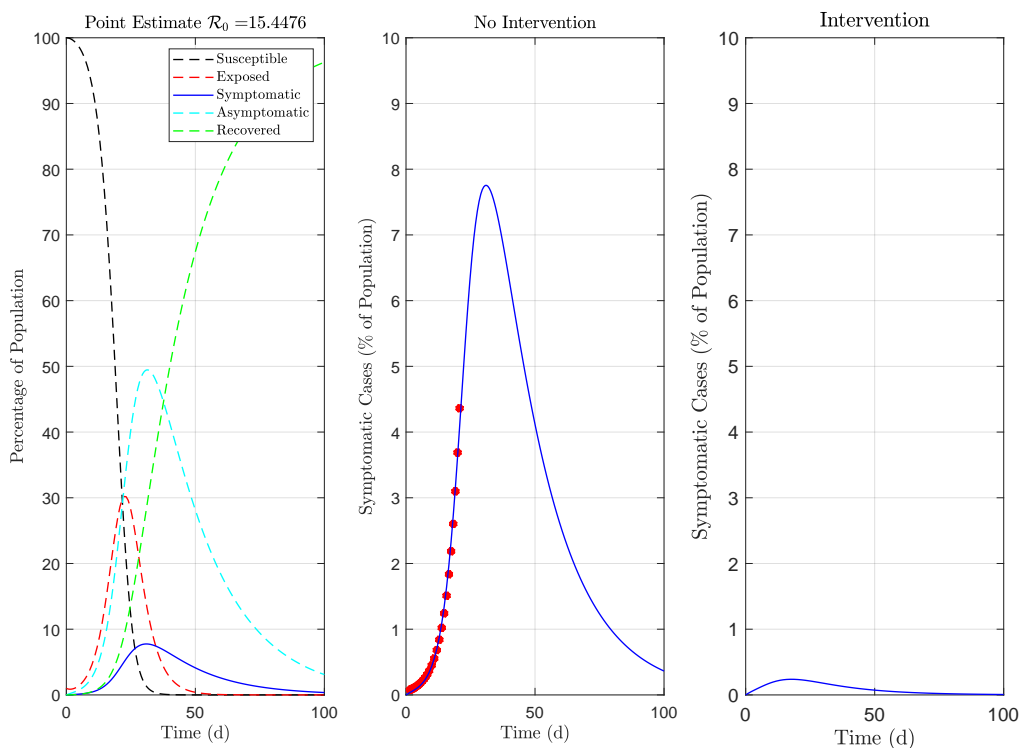 Point Estimate R₀ =15.4476
100
90
80
70
60
50
40
30
20
10
0
Percentage of Population
Susceptible
Exposed
Symptomatic
Asymptomatic
Recovered
0 50 100
Time (d)
No Intervention
10
9
8
7
6
5
4
3
2
1
0
Symptomatic Cases (% of Population)
0 50 100
Time (d)
Intervention
10
9
8
7
6
5
4
3
2
1
0
Symptomatic Cases (% of Population)
0 50 100
Time (d)